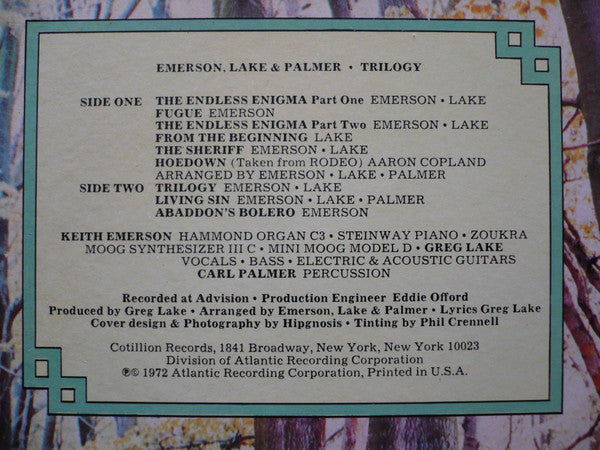 EMERSON, LAKE & PALMER • TRILOGY
SIDE ONE THE ENDLESS ENIGMA Part One EMERSON • LAKE
FUGUE EMERSON
THE ENDLESS ENIGMA Part Two EMERSON • LAKE
FROM THE BEGINNING LAKE
THE SHERIFF EMERSON • LAKE
HOEDOWN (Taken from RODEO) AARON COPLAND
ARRANGED BY EMERSON • LAKE • PALMER
SIDE TWO TRILOGY EMERSON • LAKE
LIVING SIN EMERSON • LAKE • PALMER
ABADDON'S BOLERO EMERSON
KEITH EMERSON HAMMOND ORGAN C3 • STEINWAY PIANO • ZOUKRA
MOOG SYNTHESIZER III C • MINI MOOG MODEL D • GREG LAKE
VOCALS • BASS • ELECTRIC & ACOUSTIC GUITARS
CARL PALMER PERCUSSION
Recorded at Advision • Production Engineer Eddie Offord
Produced by Greg Lake • Arranged by Emerson, Lake & Palmer • Lyrics Greg Lake
Cover design & Photography by Hipgnosis • Tinting by Phil Crennell
Cotillion Records, 1841 Broadway, New York, New York 10023
Division of Atlantic Recording Corporation
℗© 1972 Atlantic Recording Corporation, Printed in U.S.A.